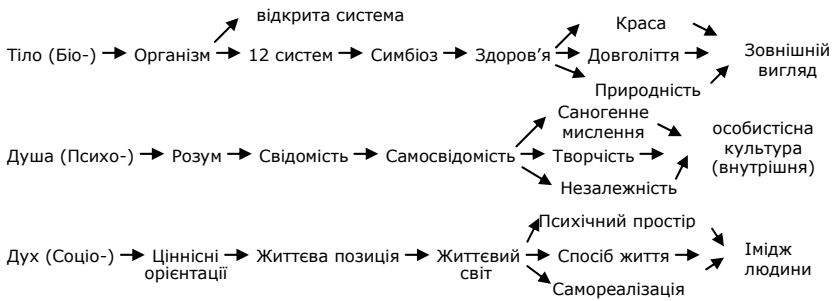 відкрита система
Краса
Тіло (Біо-) Організм 12 систем Симбіоз Здоров’я Довголіття Зовнішній
вигляд
Природність
Саногенне
мислення
особистісна
культура
(внутрішня)
Душа (Психо-) Розум Свідомість Самосвідомість Творчість
Незалежність
Психічний простір
Дух (Соціо-) Ціннісні
орієнтації
Життєва позиція Життєвий
світ
Спосіб життя Імідж
людини
Самореалізація